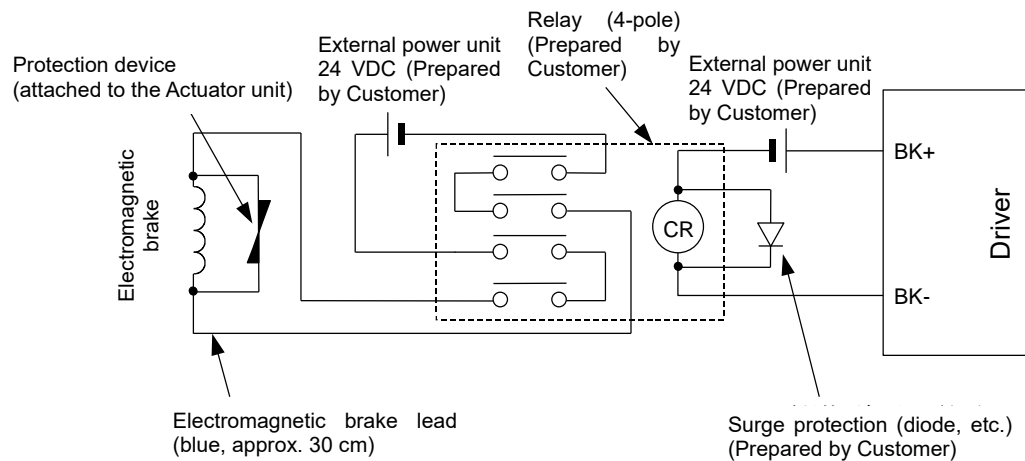 Relay (4-pole)
(Prepared by
Customer)
External power unit
24 VDC (Prepared
by Customer)
External power unit
24 VDC (Prepared
by Customer)
Protection device
(attached to the Actuator unit)
Electromagnetic
brake
CR
BK+
BK-
Driver
Electromagnetic brake lead
(blue, approx. 30 cm)
Surge protection (diode, etc.)
(Prepared by Customer)